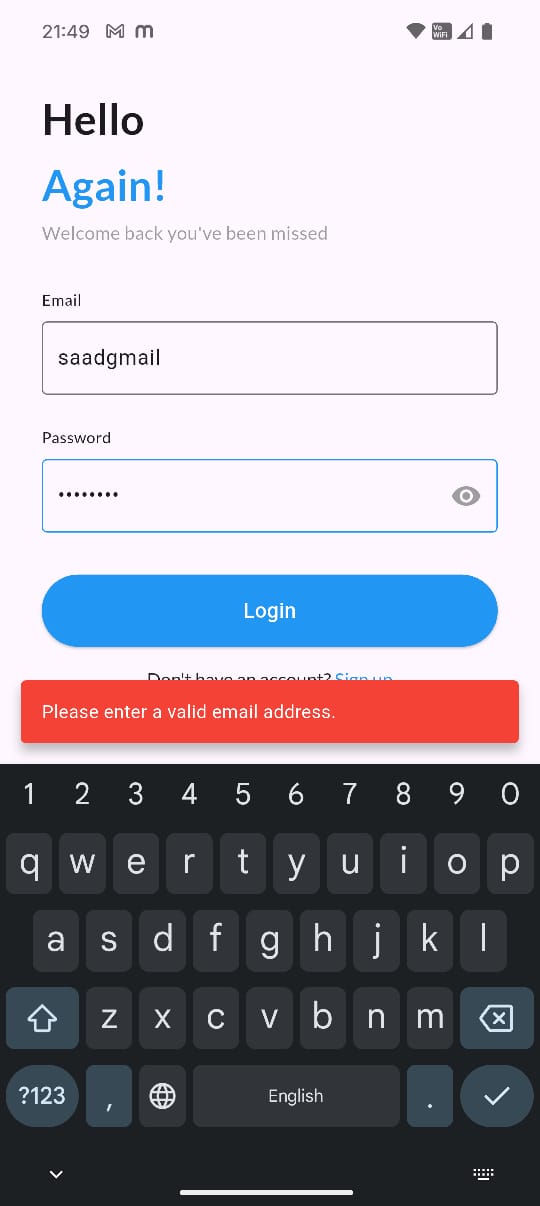 21:49
Vo
WiFi
Hello
Again!
Welcome back you've been missed
Email
saadgmail
Password
••••••••
Login
Don't have an account? Sign up
Please enter a valid email address.
1 2 3 4 5 6 7 8 9 0
q w e r t y u i o p
a s d f g h j k l
z x c v b n m
?123 , English .